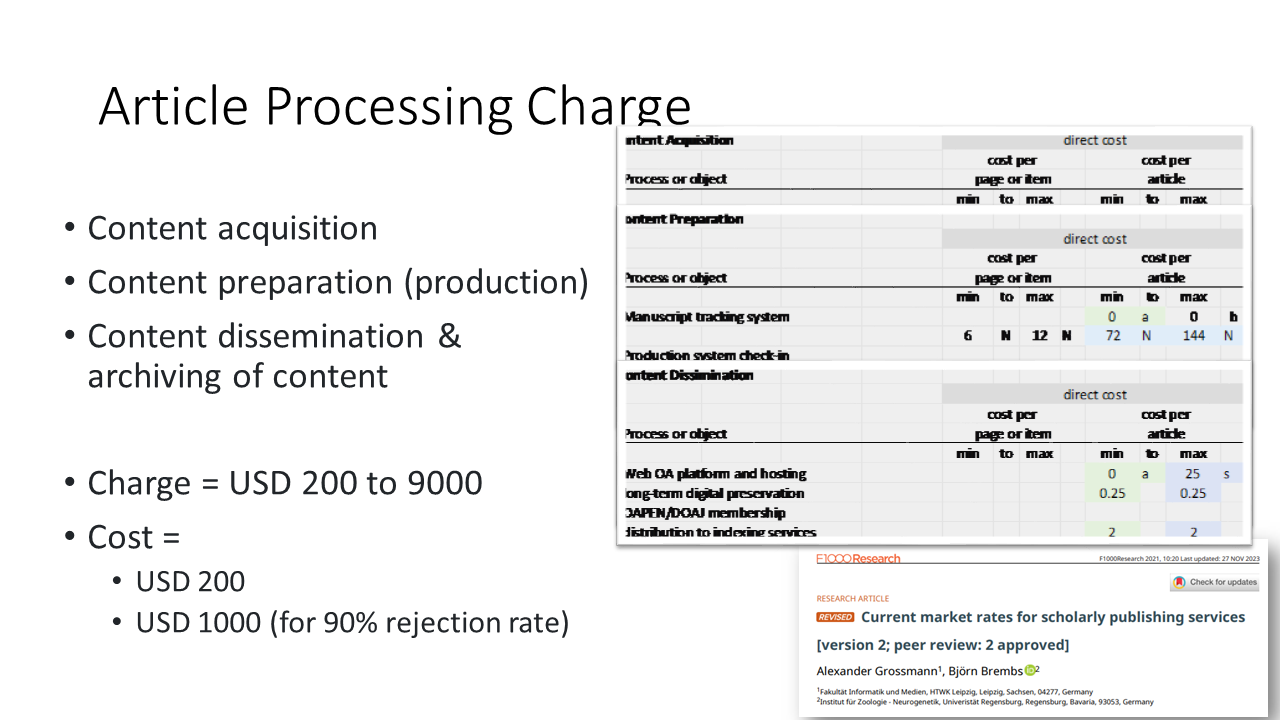 Article Processing Charge
• Content acquisition
• Content preparation (production)
• Content dissemination &
archiving of content
• Charge = USD 200 to 9000
• Cost =
• USD 200
• USD 1000 (for 90% rejection rate)
ntent Acquisition
direct cost
cost per cost per
Process or object page or item article
min to max min to max
ontent Preparation
direct cost
cost per cost per
Process or object page or item article
min to max min to max
Manuscript tracking system 0 a 0 b
6 N 12 N 72 N 144 N
Production system check-in
ontent Dissimination
direct cost
cost per cost per
Process or object page or item article
min to max min to max
Web OA platform and hosting 0 a 25 s
long-term digital preservation 0.25 0.25
OAPEN/DOAJ membership
distribution to indexing services 2 2
F1000Research
F1000Research 2021, 10:20 Last updated: 27 NOV 2023
Check for updates
RESEARCH ARTICLE
REVISED Current market rates for scholarly publishing services
[version 2; peer review: 2 approved]
Alexander Grossmann1, Björn Brembs iD 2
1Fakultät Informatik und Medien, HTWK Leipzig, Leipzig, Sachsen, 04277, Germany
2Institut für Zoologie - Neurogenetik, Univeristät Regensburg, Regensburg, Bavaria, 93053, Germany